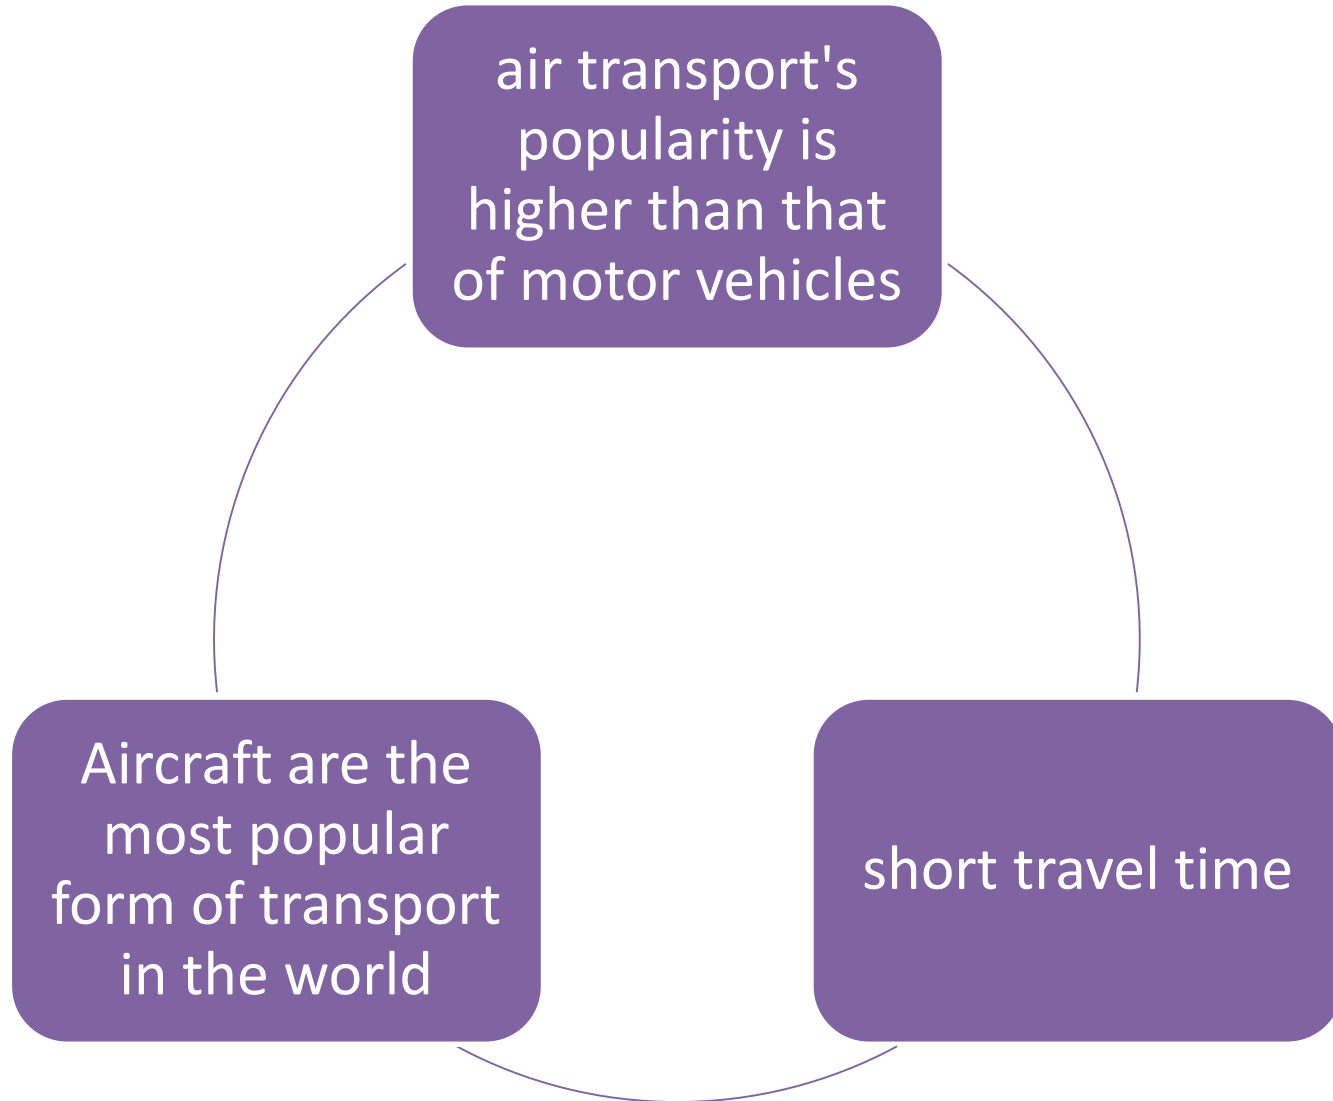 air transport's
popularity is
higher than that
of motor vehicles
Aircraft are the
most popular
form of transport
in the world
short travel time